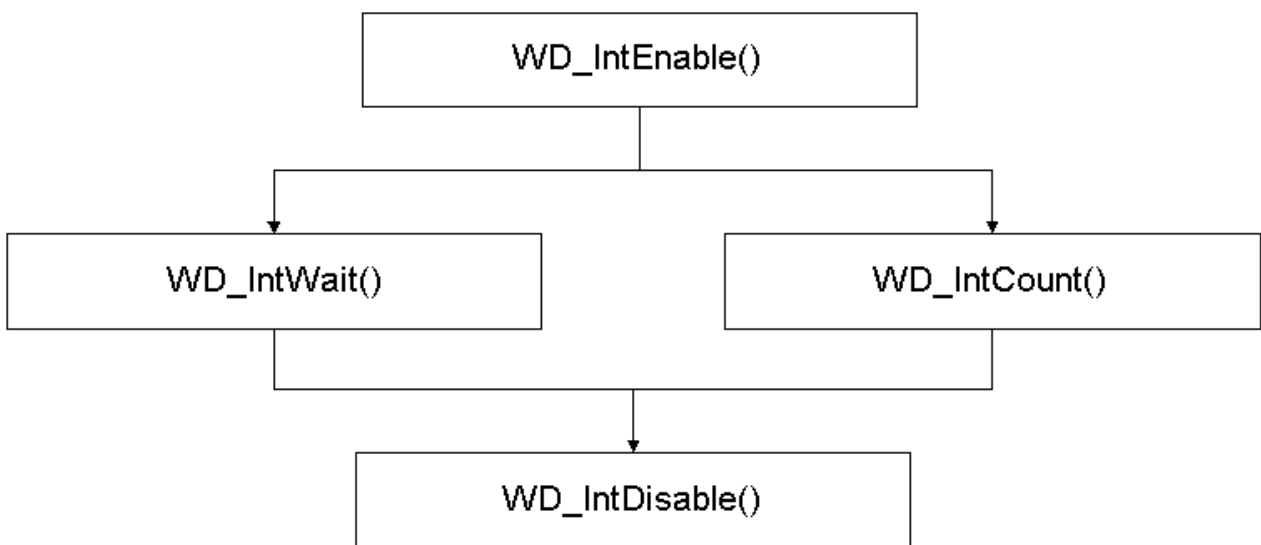 WD_IntEnable()
WD_IntWait()
WD_IntCount()
WD_IntDisable()